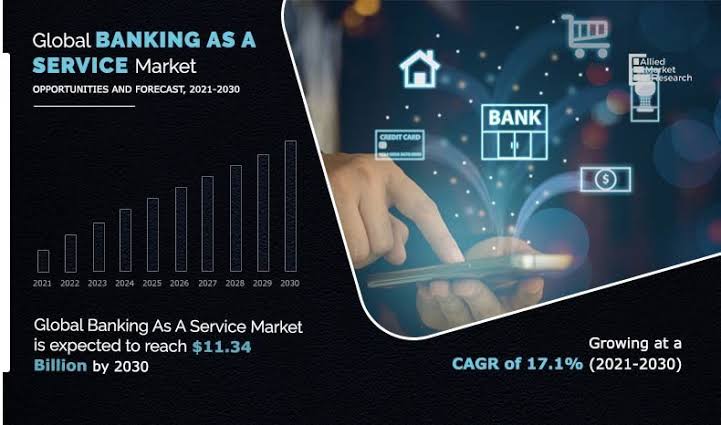 Global BANKING AS A
SERVICE Market
OPPORTUNITIES AND FORECAST, 2021-2030
2021 2022 2023 2024 2025 2026 2027 2028 2029 2030
Global Banking As A Service Market
is expected to reach $11.34
Billion by 2030
Allied
Market
Research
BANK
CREDIT CARD
$
Growing at a
CAGR of 17.1% (2021-2030)